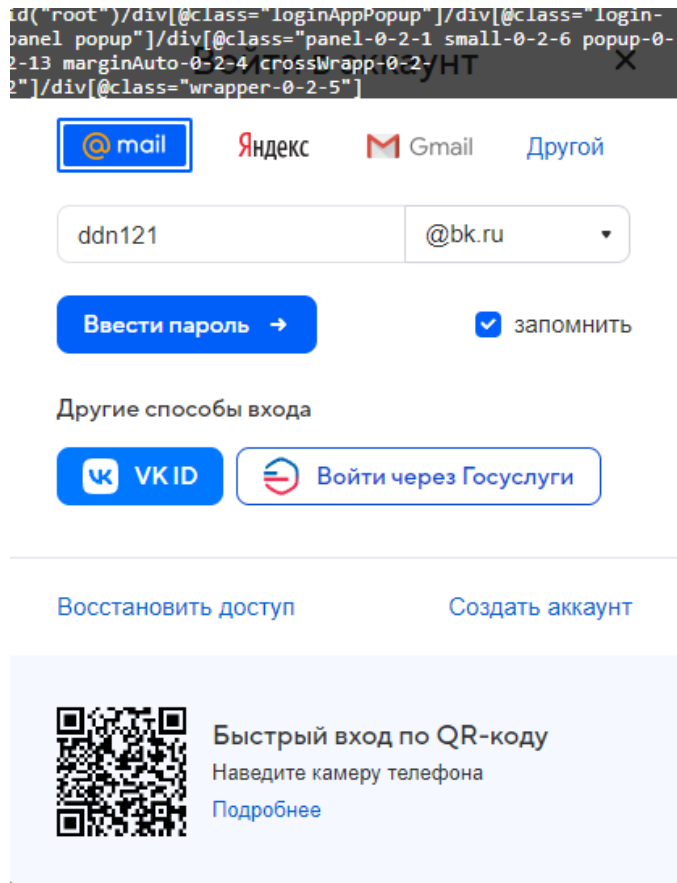 id("root")/div[@class="loginAppPopup"]/div[@class="login-
panel popup"]/div[@class="panel-0-2-1 small-0-2-6 popup-0-
2-13 marginAuto-0-2-4 crossWrapp-0-2-
2"]/div[@class="wrapper-0-2-5"]
Войти в аккаунт
@ mail Яндекс Gmail Другой
ddn121 @bk.ru
Ввести пароль → запомнить
Другие способы входа
VK ID Войти через Госуслуги
Восстановить доступ Создать аккаунт
Быстрый вход по QR-коду
Наведите камеру телефона
Подробнее